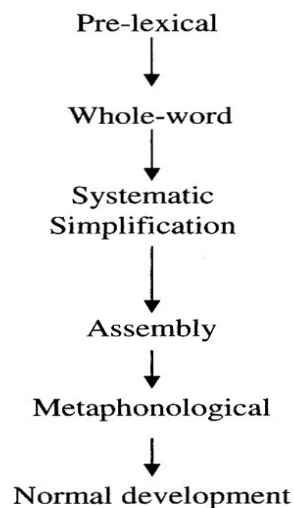 Pre-lexical
Whole-word
Systematic
Simplification
Assembly
Metaphonological
Normal development